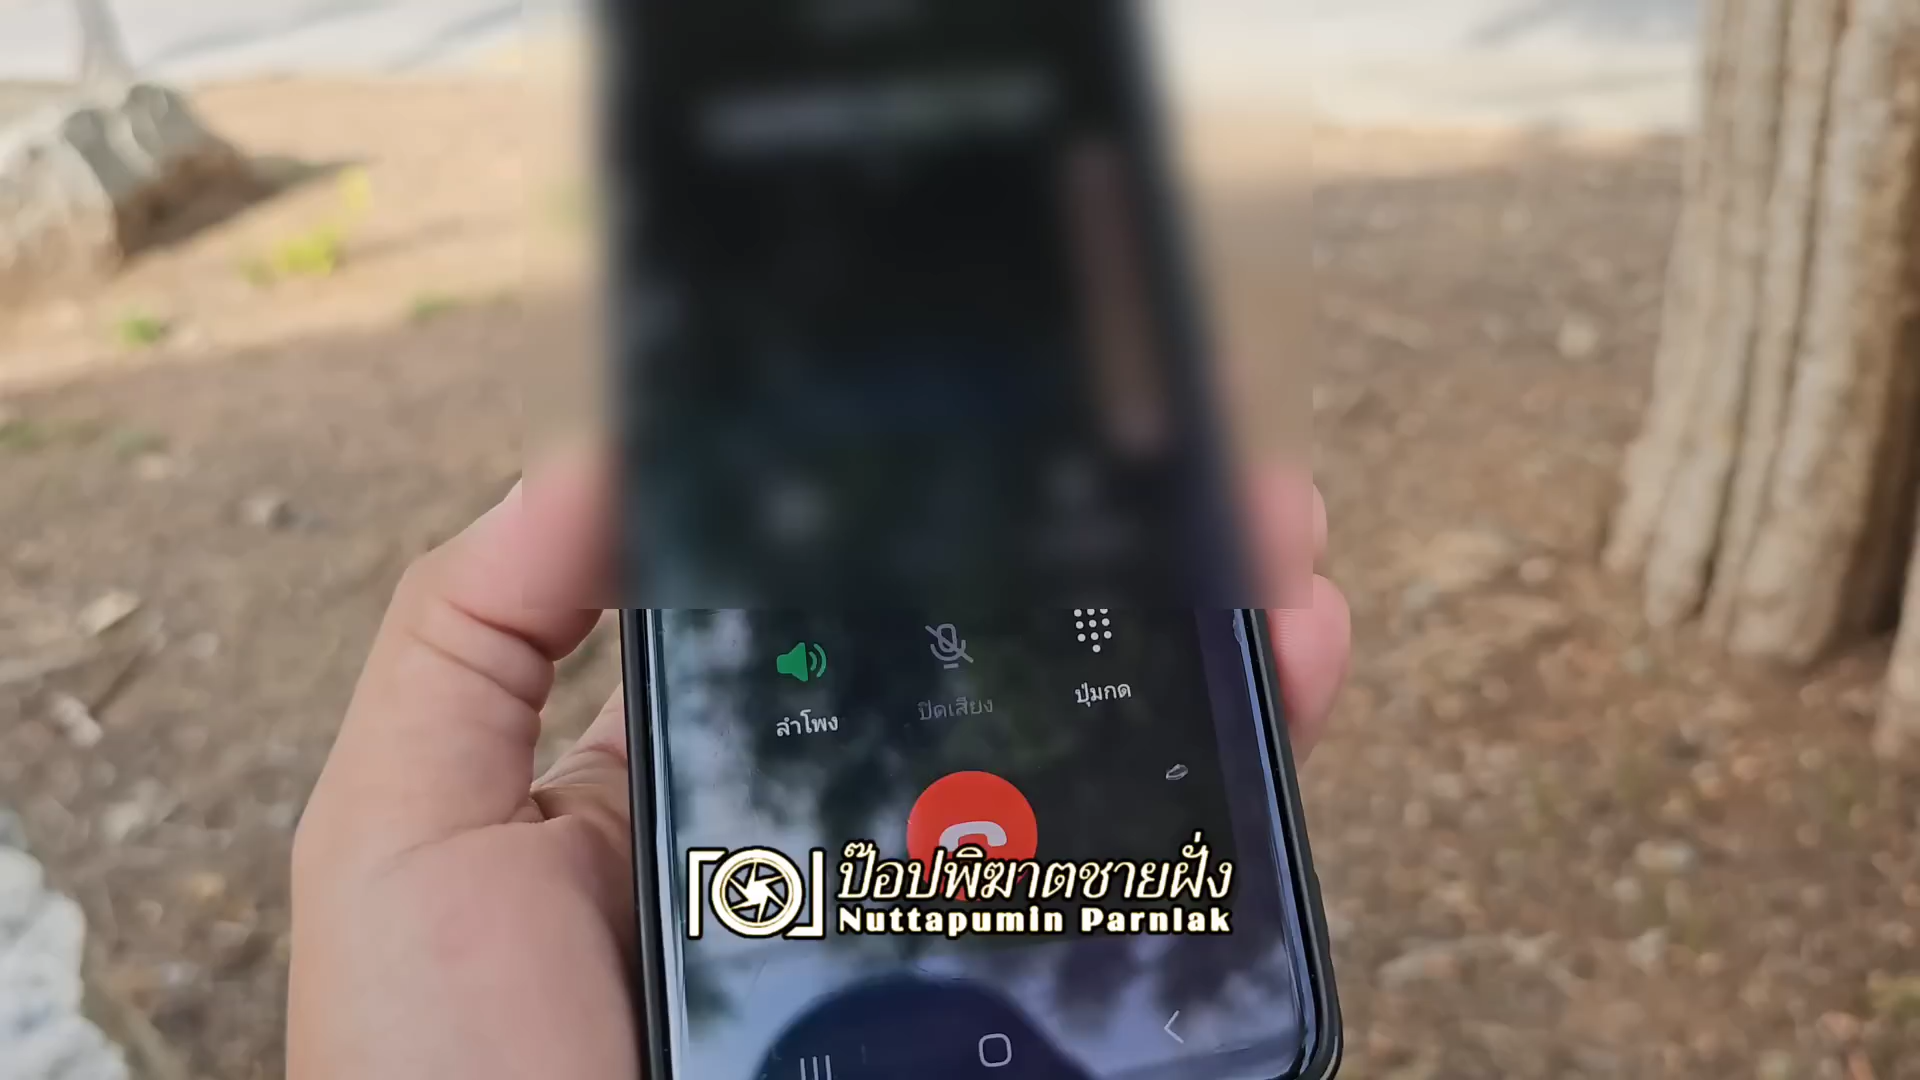 ลำโพง
ปิดเสียง
ปุ่มกด
ป๊อปพิฆาตชายฝั่ง
Nuttapumin Parnlak